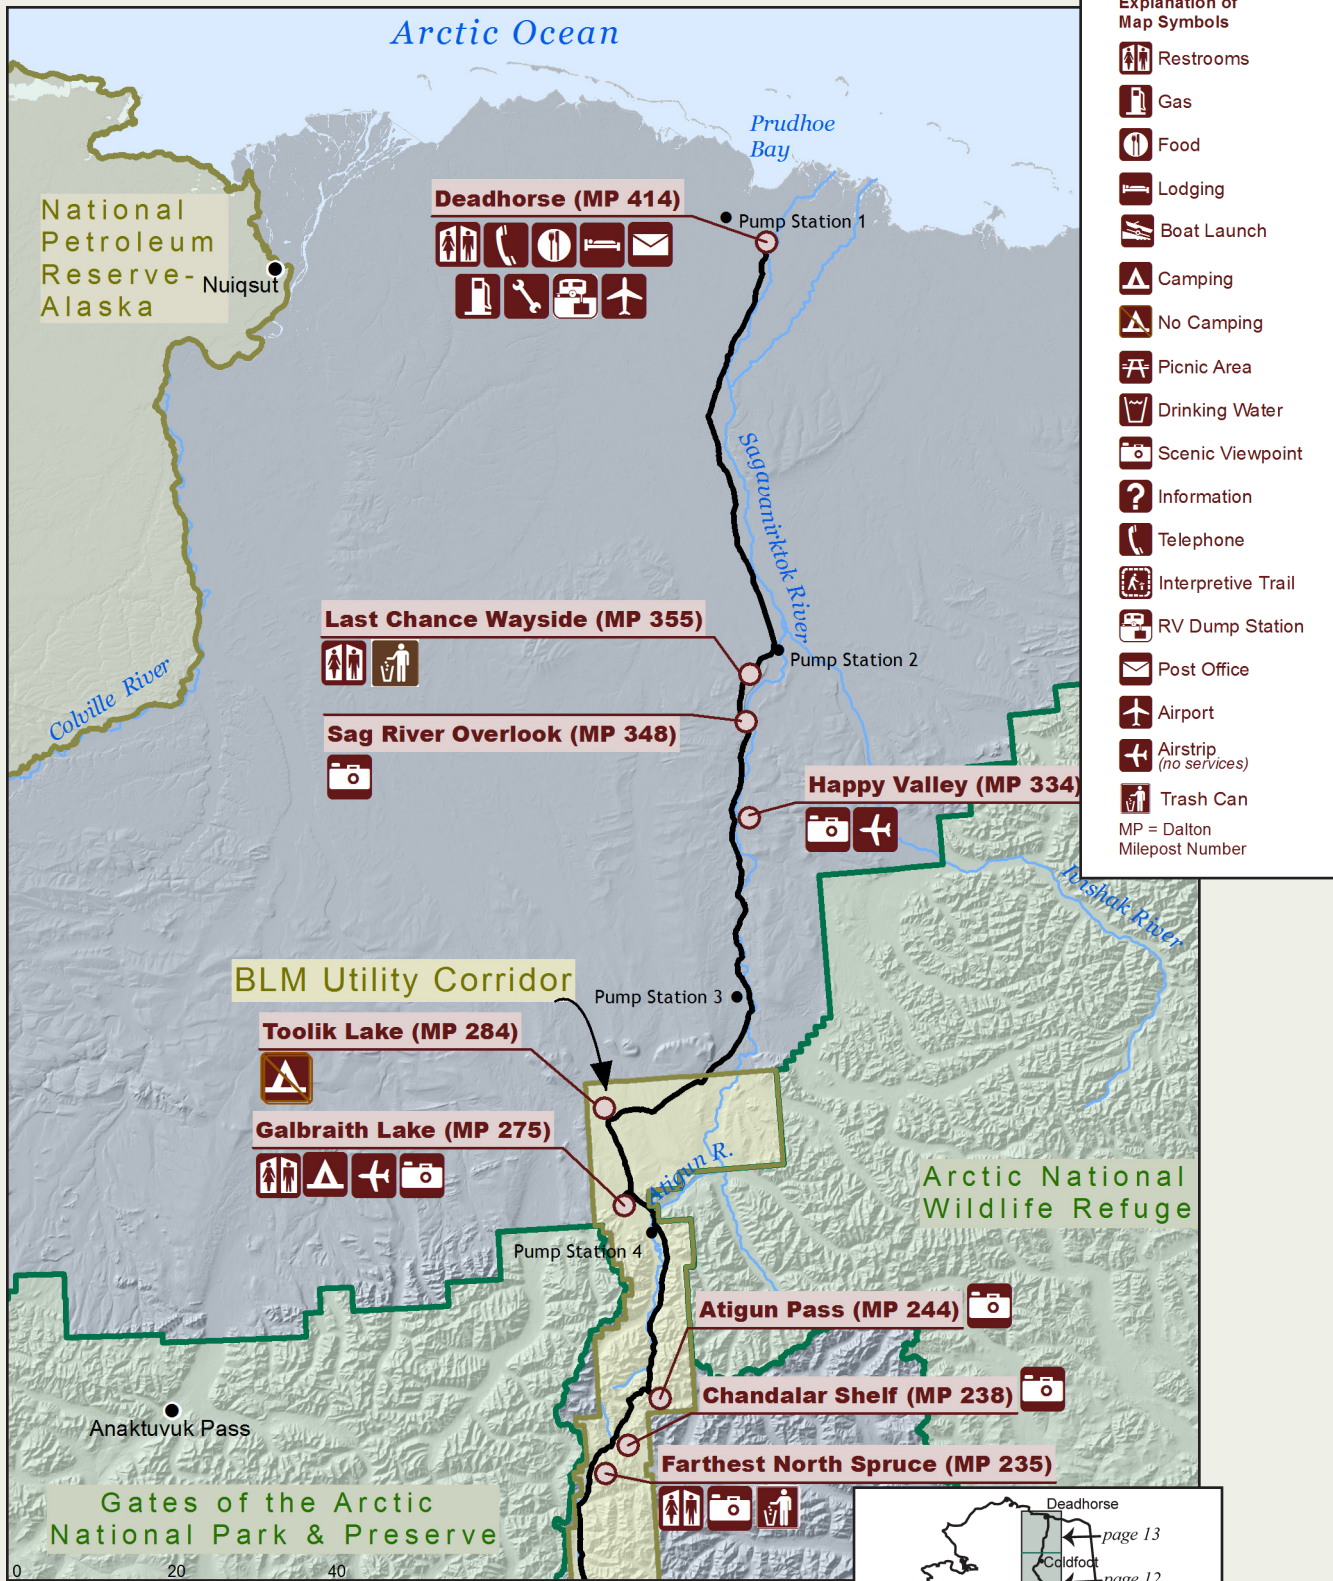 Explanation of
Map Symbols
Restrooms
Gas
Food
Lodging
Boat Launch
Camping
No Camping
Picnic Area
Drinking Water
Scenic Viewpoint
?
Information
Telephone
Interpretive Trail
RV Dump Station
Post Office
Airport
Airstrip
(no services)
Trash Can
MP = Dalton
Milepost Number
Arctic Ocean
Prudhoe
Bay
Deadhorse (MP 414)
Pump Station 1
National
Petroleum
Reserve-
Alaska
Nuiqsut
Sagavanirktok River
Last Chance Wayside (MP 355)
Pump Station 2
Colville River
Sag River Overlook (MP 348)
Happy Valley (MP 334)
Ivishak River
BLM Utility Corridor
Pump Station 3
Toolik Lake (MP 284)
Galbraith Lake (MP 275)
Atigun R.
Arctic National
Wildlife Refuge
Pump Station 4
Atigun Pass (MP 244)
Chandalar Shelf (MP 238)
Anaktuvuk Pass
Farthest North Spruce (MP 235)
Gates of the Arctic
National Park & Preserve
0 20 40
Deadhorse
page 13
Coldfoot
page 12